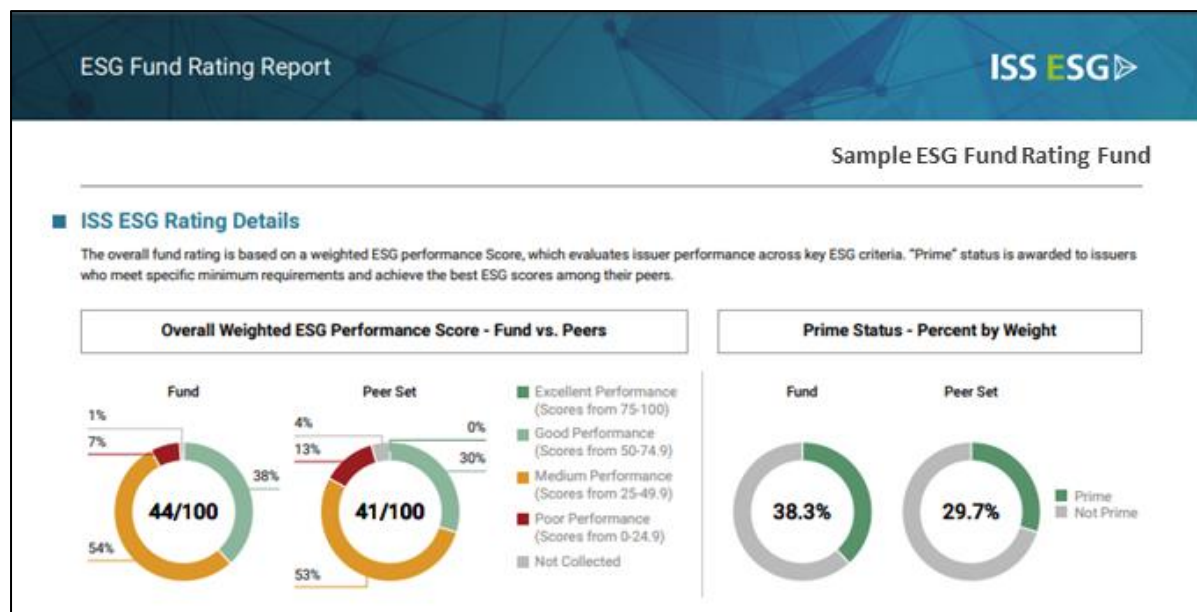 ESG Fund Rating Report
ISS ESG
Sample ESG Fund Rating Fund
ISS ESG Rating Details
The overall fund rating is based on a weighted ESG performance Score, which evaluates issuer performance across key ESG criteria. “Prime” status is awarded to issuers
who meet specific minimum requirements and achieve the best ESG scores among their peers.
Overall Weighted ESG Performance Score - Fund vs. Peers
Fund
1%
7%
38%
44/100
54%
Peer Set
4%
0%
13%
30%
41/100
53%
Excellent Performance
(Scores from 75-100)
Good Performance
(Scores from 50-74.9)
Medium Performance
(Scores from 25-49.9)
Poor Performance
(Scores from 0-24.9)
Not Collected
Prime Status - Percent by Weight
Fund
38.3%
Peer Set
29.7%
Prime
Not Prime